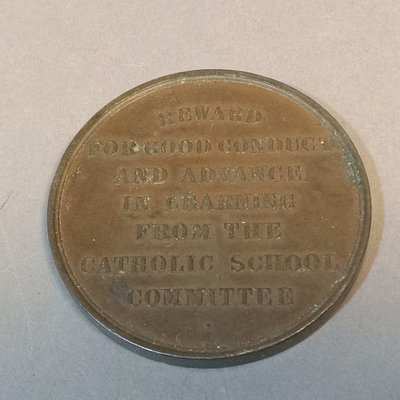 REWARD
FOR GOOD CONDUCT
AND ADVANCE
IN LEARNING
FROM THE
CATHOLIC SCHOOL
COMMITTEE